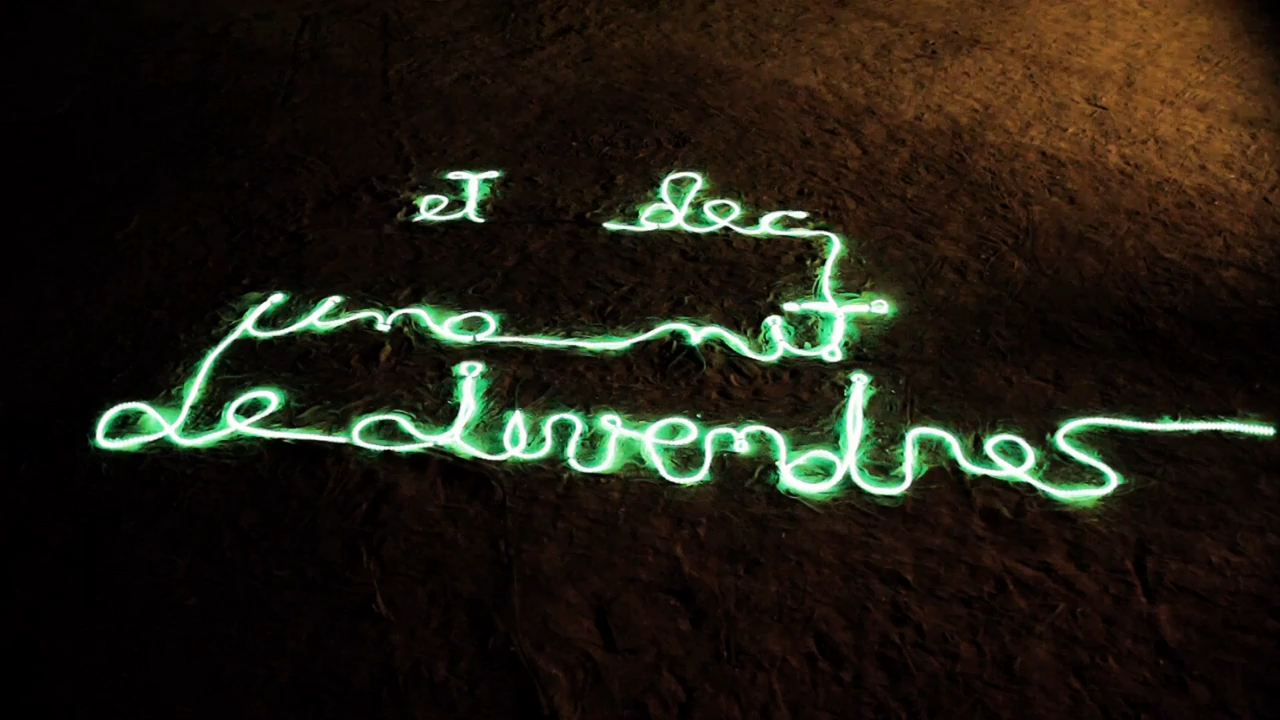 et dec
una nit
de divendres